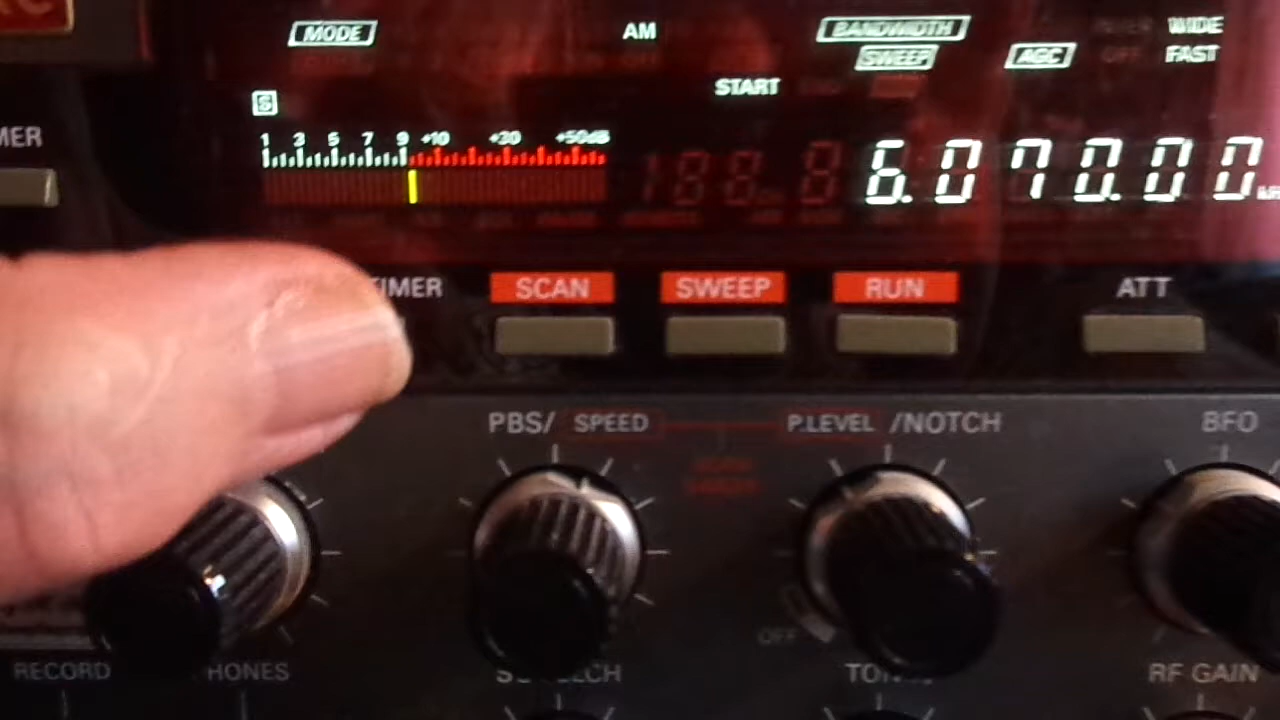 MODE AM BANDWIDTH WIDE
SWEEP AGC FAST
START
S
1 3 5 7 9 +10 +30 +50dB
6.070.00
TIMER SCAN SWEEP RUN ATT
PBS/ SPEED P.LEVEL /NOTCH BFO
OFF
RECORD PHONES RF GAIN